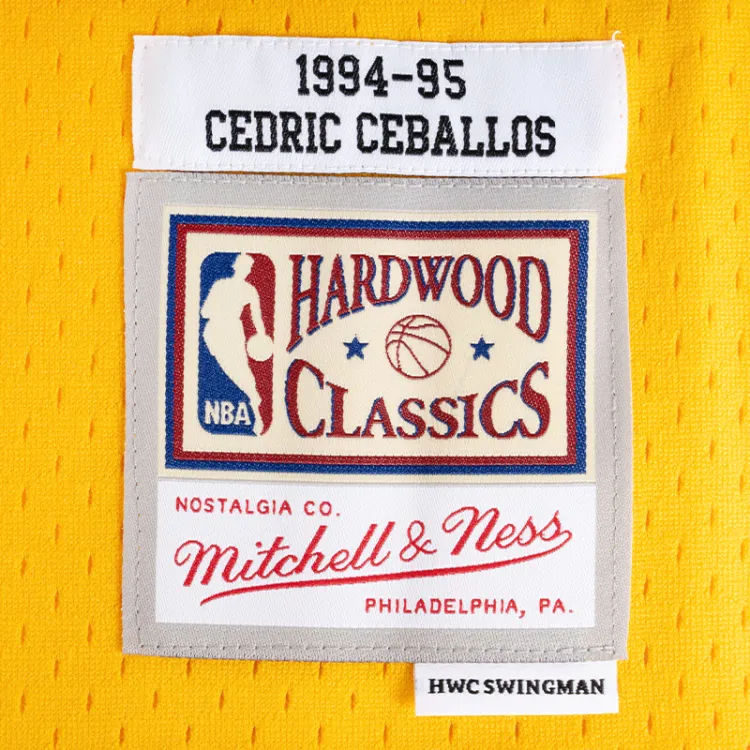 1994-95
CEDRIC CEBALLOS
HARDWOOD
CLASSICS
NBA
NOSTALGIA CO.
Mitchell & Ness
PHILADELPHIA, PA.
HWC SWINGMAN